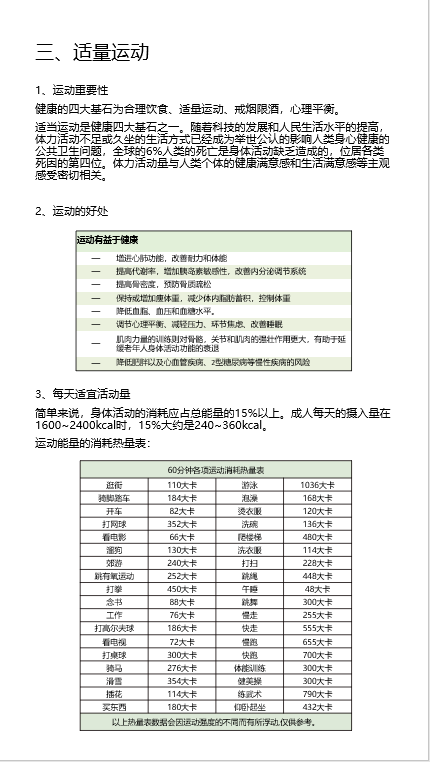 三、适量运动
1、运动重要性
健康的四大基石为合理饮食、适量运动、戒烟限酒，心理平衡。
适当运动是健康四大基石之一。随着科技的发展和人民生活水平的提高，
体力活动不足或久坐的生活方式已经成为举世公认的影响人类身心健康的
公共卫生问题，全球的6%人类的死亡是身体活动缺乏造成的，位居各类
死因的第四位。体力活动量与人类个体的健康满意感和生活满意感等主观
感受密切相关。
2、运动的好处
运动有益于健康
— 增进心肺功能，改善耐力和体能
— 提高代谢率，增加胰岛素敏感性，改善内分泌调节系统
— 提高骨密度，预防骨质疏松
— 保持或增加瘦体重，减少体内脂肪蓄积，控制体重
— 降低血脂、血压和血糖水平。
— 调节心理平衡、减轻压力、环节焦虑、改善睡眠
— 肌肉力量的训练则对骨骼，关节和肌肉的强壮作用更大，有助于延
缓老年人身体活动功能的衰退
— 降低肥胖以及心血管疾病、2型糖尿病等慢性疾病的风险
3、每天适宜活动量
简单来说，身体活动的消耗应占总能量的15%以上。成人每天的摄入量在
1600~2400kcal时，15%大约是240~360kcal。
运动能量的消耗热量表：
60分钟各项运动消耗热量表
逛街 110大卡 游泳 1036大卡
骑脚踏车 184大卡 泡澡 168大卡
开车 82大卡 烫衣服 120大卡
打网球 352大卡 洗碗 136大卡
看电影 66大卡 爬楼梯 480大卡
溜狗 130大卡 洗衣服 114大卡
郊游 240大卡 打扫 228大卡
跳有氧运动 252大卡 跳绳 448大卡
打拳 450大卡 午睡 48大卡
念书 88大卡 跳舞 300大卡
工作 76大卡 慢走 255大卡
打高尔夫球 186大卡 快走 555大卡
看电视 72大卡 慢跑 655大卡
打桌球 300大卡 快跑 700大卡
骑马 276大卡 体能训练 300大卡
滑雪 354大卡 健美操 300大卡
插花 114大卡 练武术 790大卡
买东西 180大卡 仰卧起坐 432大卡
以上热量表数据会因运动强度的不同而有所浮动,仅供参考。